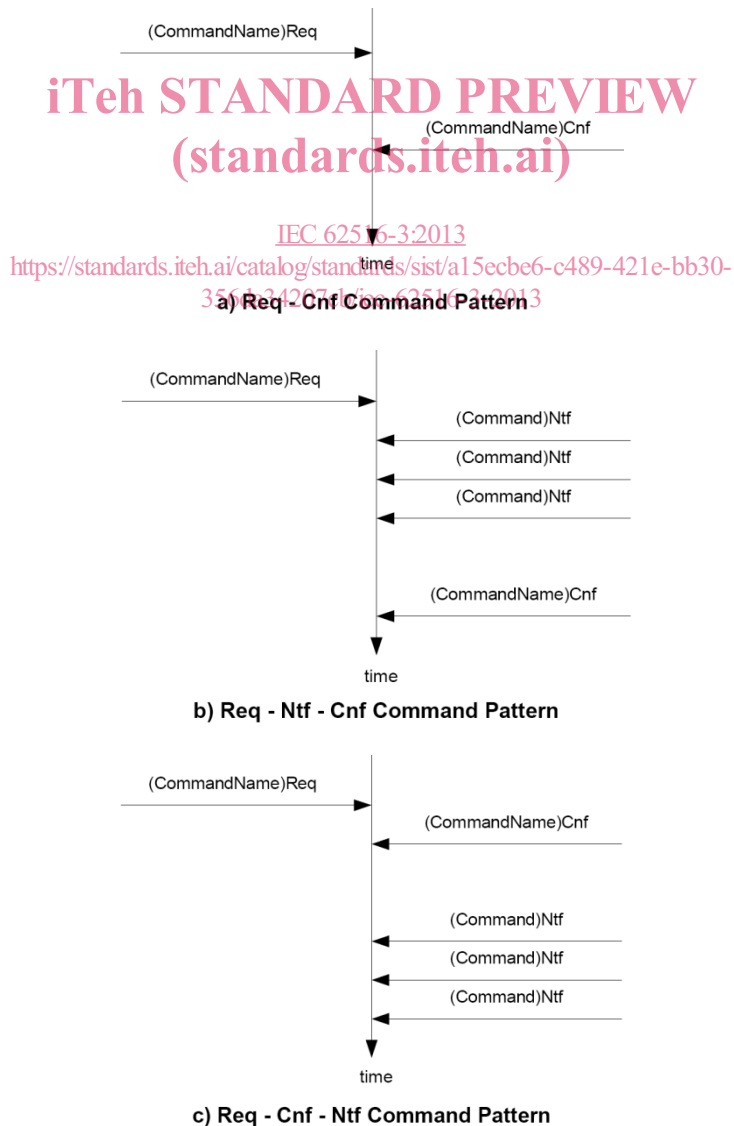 (CommandName)Req
iTeh STANDARD PREVIEW
(CommandName)Cnf
(standards.iteh.ai)
IEC 62516-3:2013
time
https://standards.iteh.ai/catalog/standards/sist/a15ecbe6-c489-421e-bb30-
a) Req - Cnf Command Pattern
(CommandName)Req
(Command)Ntf
(Command)Ntf
(Command)Ntf
(CommandName)Cnf
time
b) Req - Ntf - Cnf Command Pattern
(CommandName)Req
(CommandName)Cnf
(Command)Ntf
(Command)Ntf
(Command)Ntf
time
c) Req - Cnf - Ntf Command Pattern